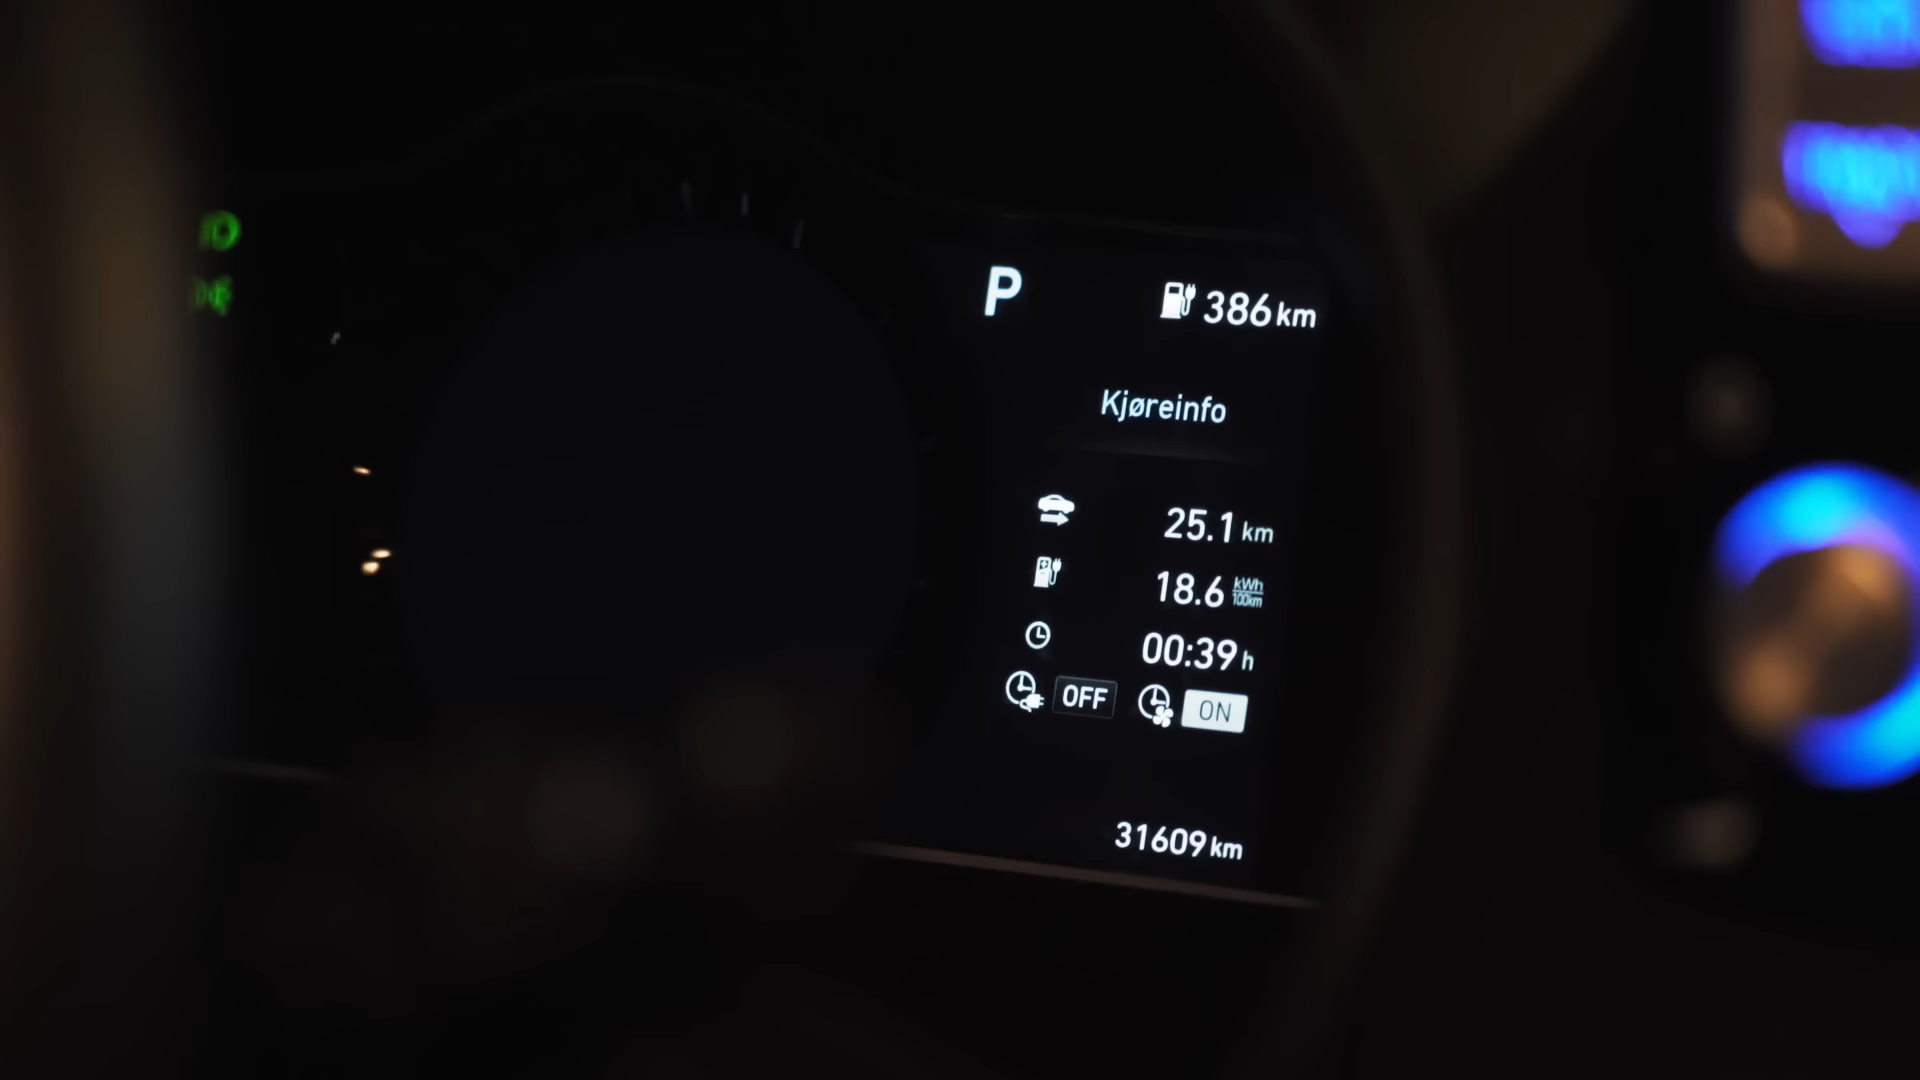 P 386 km
Kjøreinfo
25.1 km
18.6 kWh/100km
00:39 h
OFF ON
31609 km